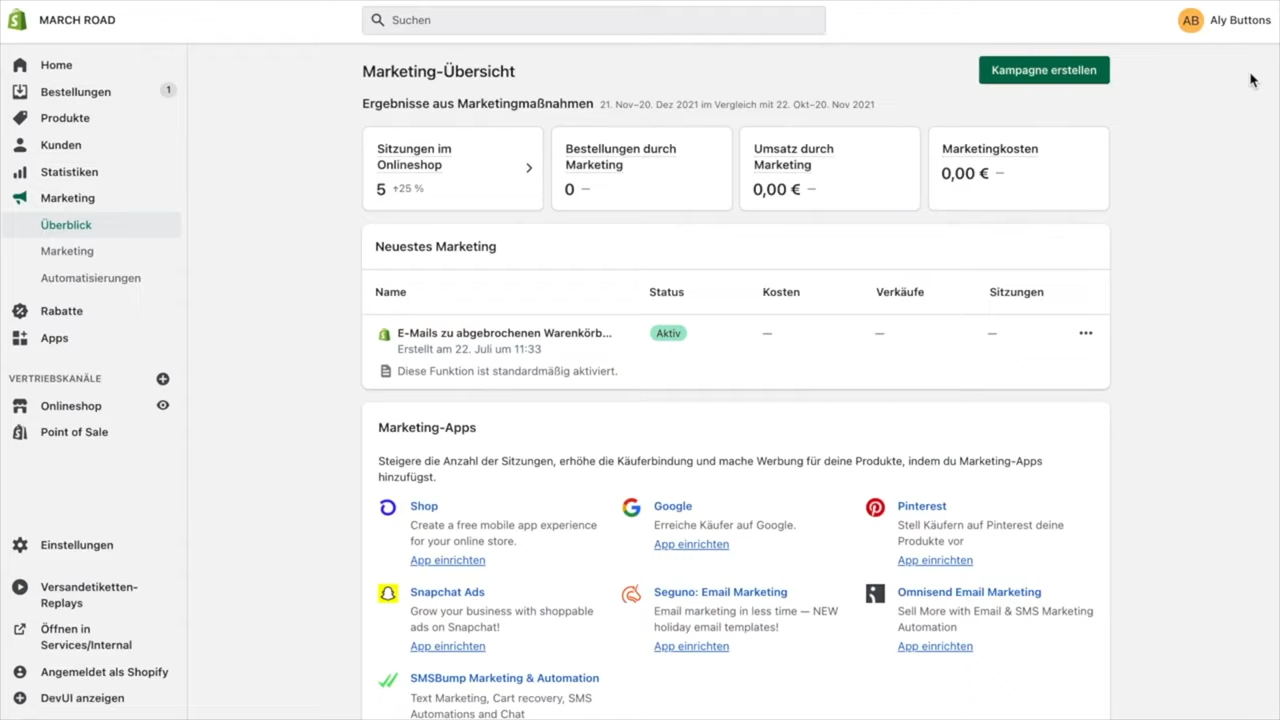 MARCH ROAD
Suchen
AB
Aly Buttons
Home
Bestellungen
1
Produkte
Kunden
Statistiken
Marketing
Überblick
Marketing
Automatisierungen
Rabatte
Apps
VERTRIEBSKANÄLE
Onlineshop
Point of Sale
Einstellungen
Versandetiketten-
Replays
Öffnen in
Services/Internal
Angemeldet als Shopify
DevUI anzeigen
Marketing-Übersicht
Kampagne erstellen
Ergebnisse aus Marketingmaßnahmen 21. Nov–20. Dez 2021 im Vergleich mit 22. Okt–20. Nov 2021
Sitzungen im
Onlineshop
5 ↑25 %
Bestellungen durch
Marketing
0 —
Umsatz durch
Marketing
0,00 € —
Marketingkosten
0,00 € —
Neuestes Marketing
Name Status Kosten Verkäufe Sitzungen
E-Mails zu abgebrochenen Warenkörb... Aktiv — — —
Erstellt am 22. Juli um 11:33
Diese Funktion ist standardmäßig aktiviert.
Marketing-Apps
Steigere die Anzahl der Sitzungen, erhöhe die Käuferbindung und mache Werbung für deine Produkte, indem du Marketing-Apps
hinzufügst.
Shop
Create a free mobile app experience
for your online store.
App einrichten
Google
Erreiche Käufer auf Google.
App einrichten
Pinterest
Stell Käufern auf Pinterest deine
Produkte vor
App einrichten
Snapchat Ads
Grow your business with shoppable
ads on Snapchat!
App einrichten
Seguno: Email Marketing
Email marketing in less time — NEW
holiday email templates!
App einrichten
Omnisend Email Marketing
Sell More with Email & SMS Marketing
Automation
App einrichten
SMSBump Marketing & Automation
Text Marketing, Cart recovery, SMS
Automations and Chat